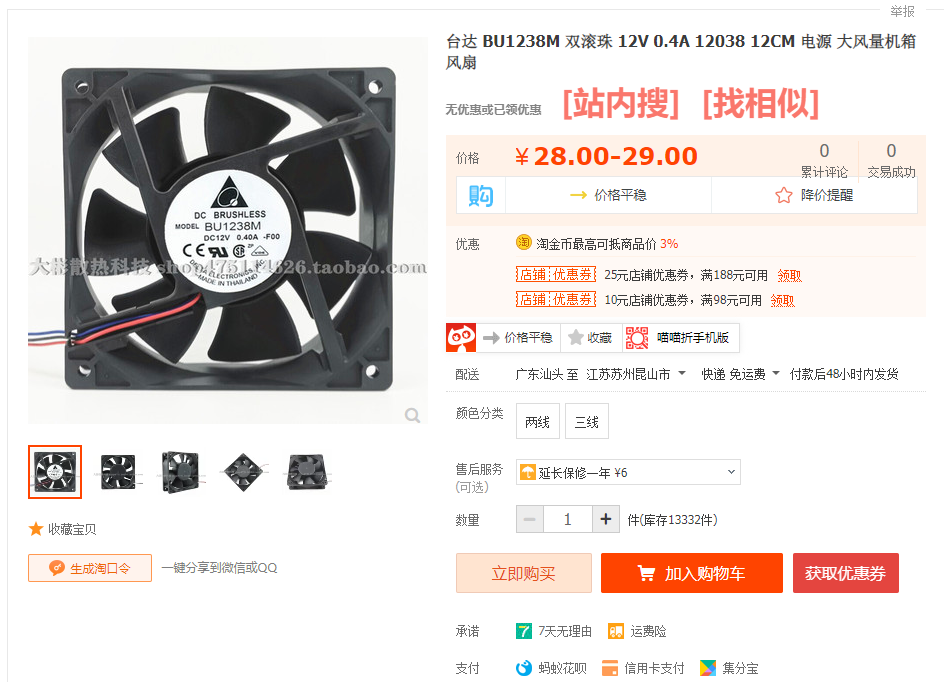 举报
台达 BU1238M 双滚珠 12V 0.4A 12038 12CM 电源 大风量机箱
风扇
无优惠或已领优惠 [站内搜] [找相似]
价格 ¥28.00-29.00
0 累计评论
0 交易成功
购 → 价格平稳 降价提醒
优惠 淘 淘金币最高可抵商品价 3%
店铺 优惠券 25元店铺优惠券,满188元可用 领取
店铺 优惠券 10元店铺优惠券,满98元可用 领取
价格平稳 收藏 喵喵折手机版
配送 广东汕头 至 江苏苏州昆山市 快递 免运费 付款后48小时内发货
颜色分类 两线 三线
售后服务 延长保修一年 ¥6
(可选)
数量 − 1 + 件(库存13332件)
立即购买 加入购物车 获取优惠券
承诺 7 7天无理由 运费险
支付 蚂蚁花呗 信用卡支付 集分宝
DC BRUSHLESS
MODEL BU1238M
DC12V 0.40A -F00
DELTA ELECTRONICS, INC.
MADE IN THAILAND
大彬散热科技 shop475114626.taobao.com
收藏宝贝
生成淘口令 一键分享到微信或QQ